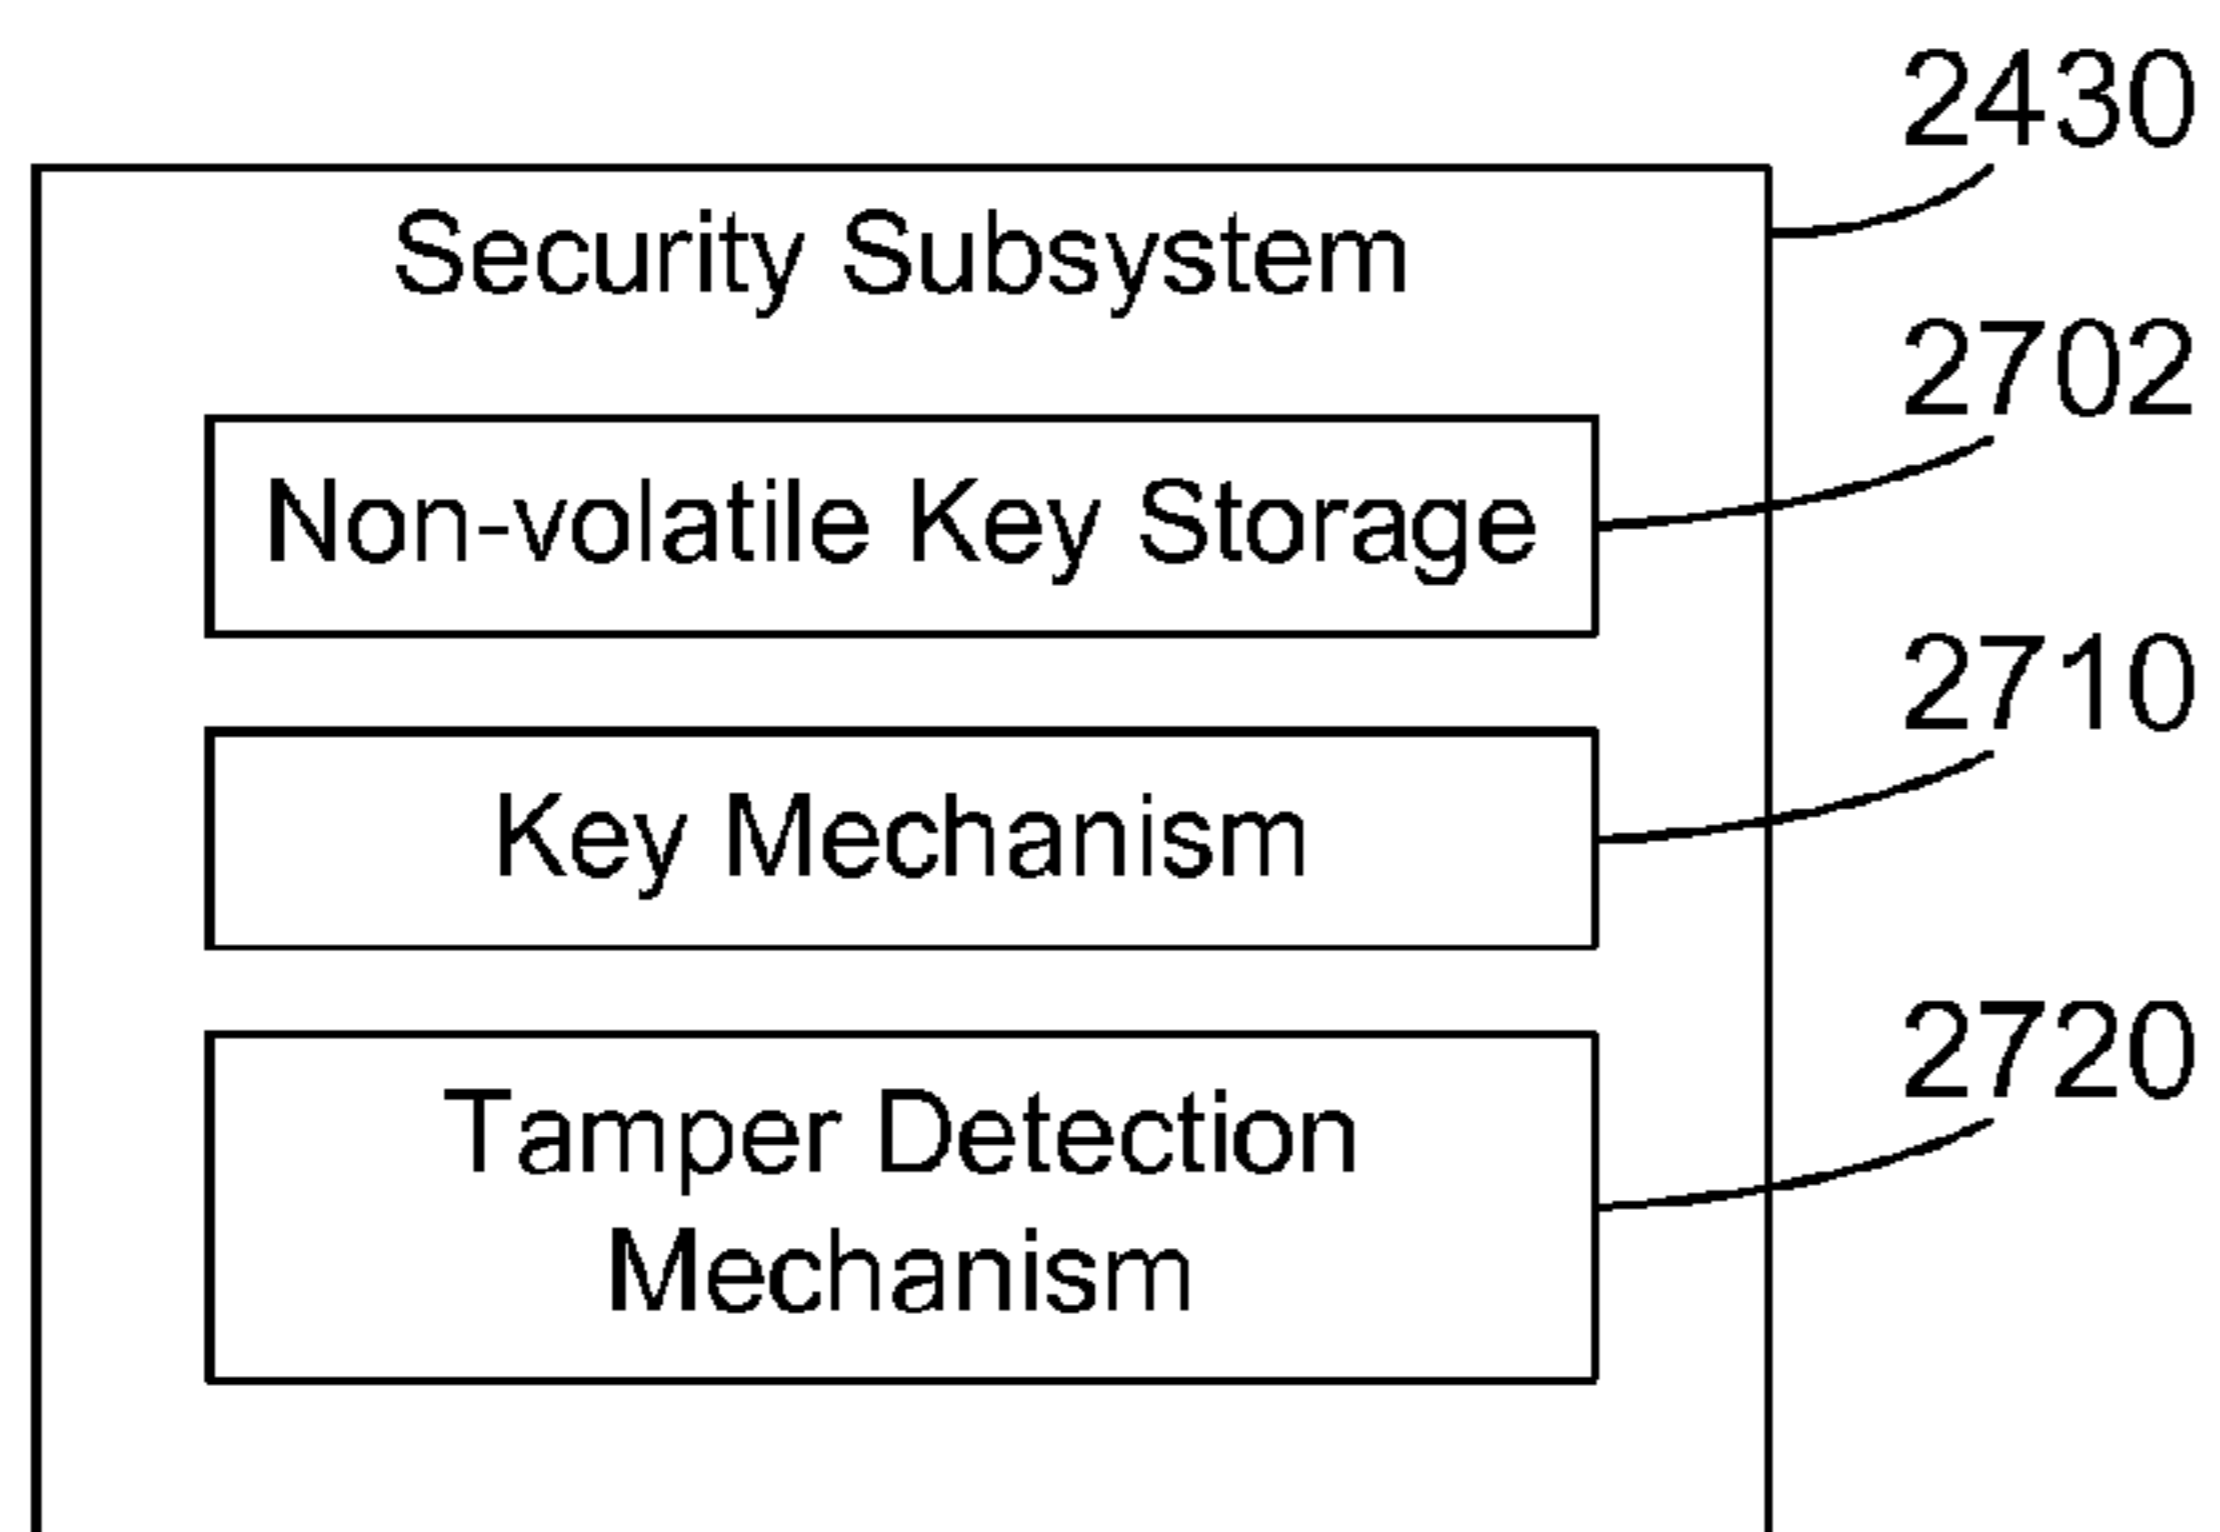 2430
Security Subsystem
2702
Non-volatile Key Storage
2710
Key Mechanism
2720
Tamper Detection
Mechanism